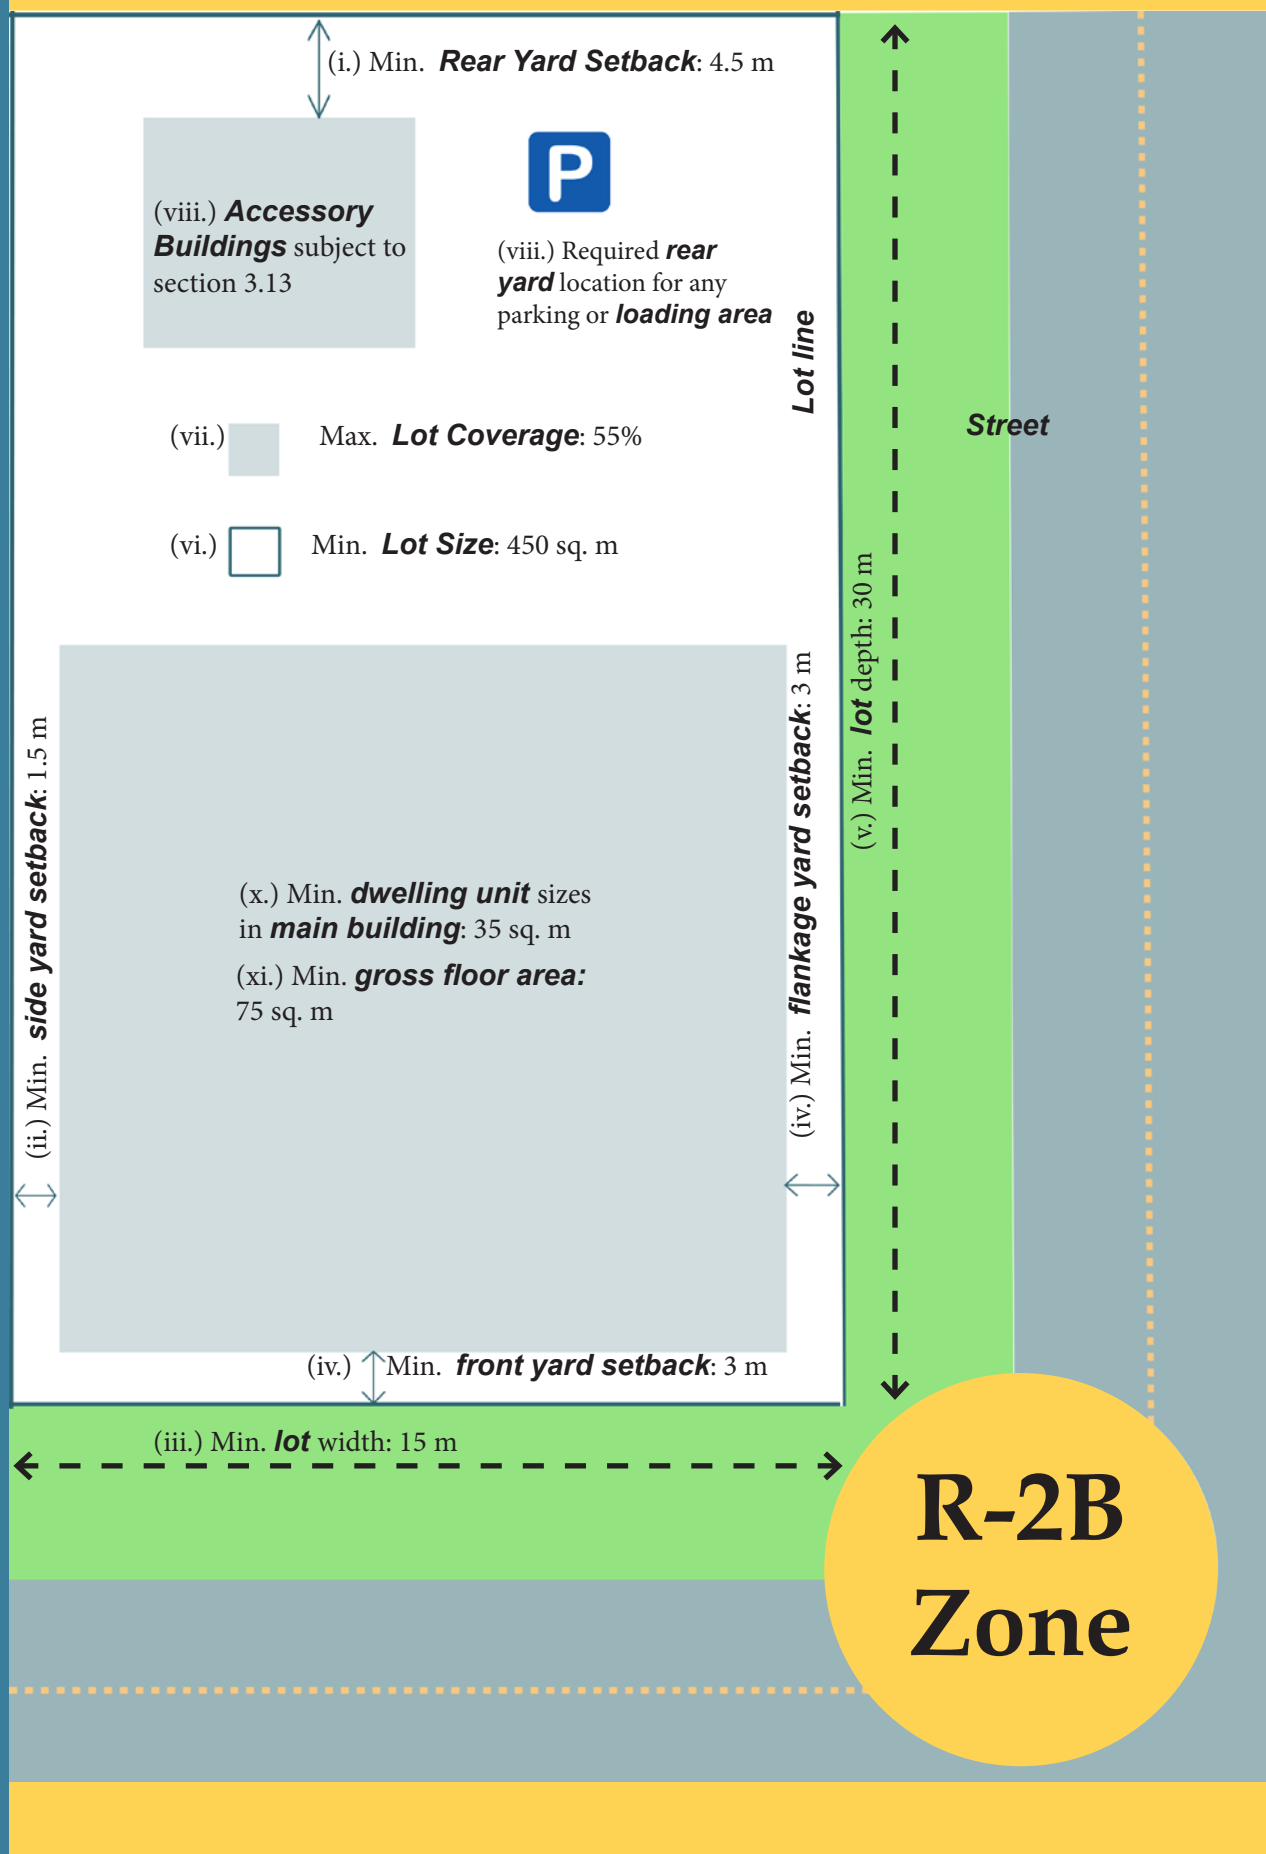 (i.) Min. Rear Yard Setback: 4.5 m
P
(viii.) Accessory
Buildings subject to
section 3.13
(viii.) Required rear
yard location for any
parking or loading area
Lot line
Street
(vii.) Max. Lot Coverage: 55%
(vi.) Min. Lot Size: 450 sq. m
(v.) Min. lot depth: 30 m
(ii.) Min. side yard setback: 1.5 m
(iv.) Min. flankage yard setback: 3 m
(x.) Min. dwelling unit sizes
in main building: 35 sq. m
(xi.) Min. gross floor area:
75 sq. m
(iv.) Min. front yard setback: 3 m
(iii.) Min. lot width: 15 m
R-2B
Zone